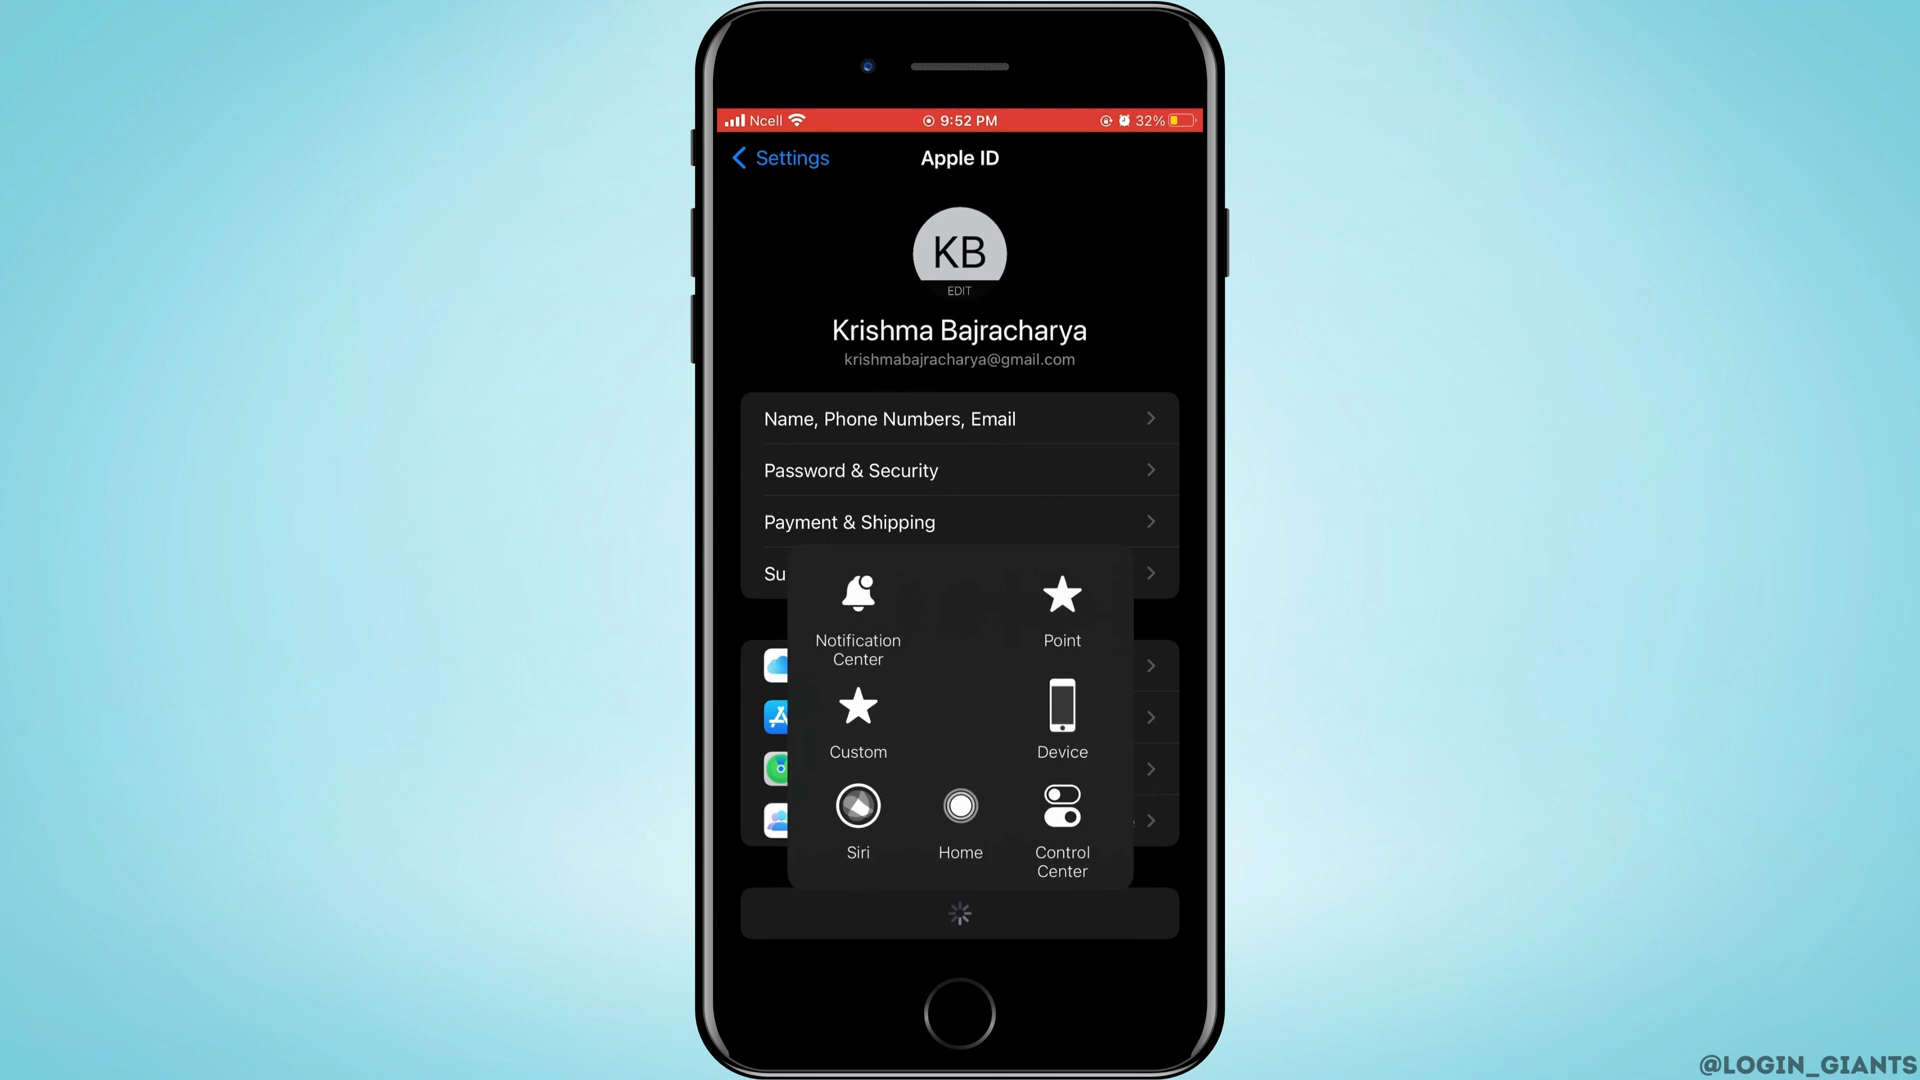 Ncell 9:52 PM 32%
Settings Apple ID
KB
EDIT
Krishma Bajracharya
krishmabajracharya@gmail.com
Name, Phone Numbers, Email
Password & Security
Payment & Shipping
Su
Notification Center
Point
Custom
Device
Siri
Home
Control Center
@LOGIN_GIANTS